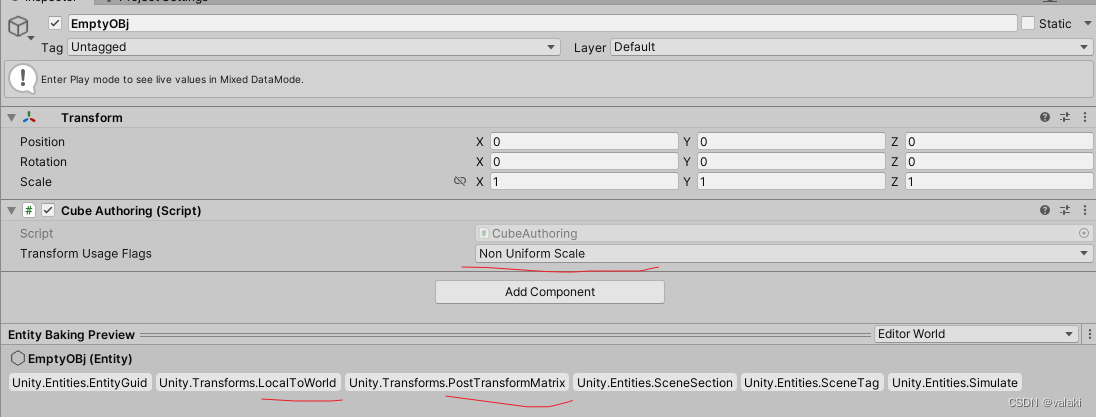 Inspector Project Settings
EmptyOBj Static
Tag Untagged Layer Default
Enter Play mode to see live values in Mixed DataMode.
Transform
Position X 0 Y 0 Z 0
Rotation X 0 Y 0 Z 0
Scale X 1 Y 1 Z 1
# Cube Authoring (Script)
Script # CubeAuthoring
Transform Usage Flags Non Uniform Scale
Add Component
Entity Baking Preview Editor World
EmptyOBj (Entity)
Unity.Entities.EntityGuid Unity.Transforms.LocalToWorld Unity.Transforms.PostTransformMatrix Unity.Entities.SceneSection Unity.Entities.SceneTag Unity.Entities.Simulate
CSDN @valaki